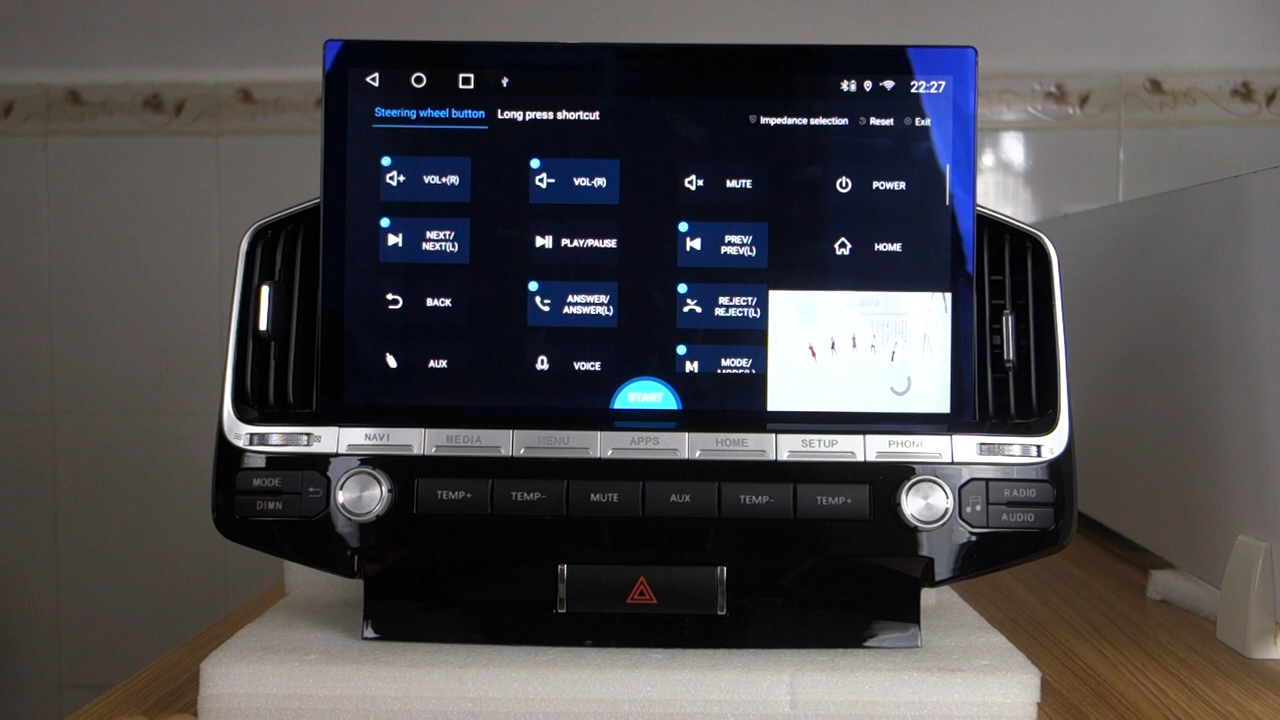 22:27
Steering wheel button Long press shortcut Impedance selection Reset Exit
VOL+(R) VOL-(R) MUTE POWER
NEXT/
NEXT(L)
PLAY/PAUSE
PREV/
PREV(L)
HOME
BACK
ANSWER/
ANSWER(L)
REJECT/
REJECT(L)
AUX VOICE
MODE/
START
NAVI MEDIA MENU APPS HOME SETUP PHONE
MODE
DIMN
TEMP+ TEMP- MUTE AUX TEMP- TEMP+
RADIO
AUDIO